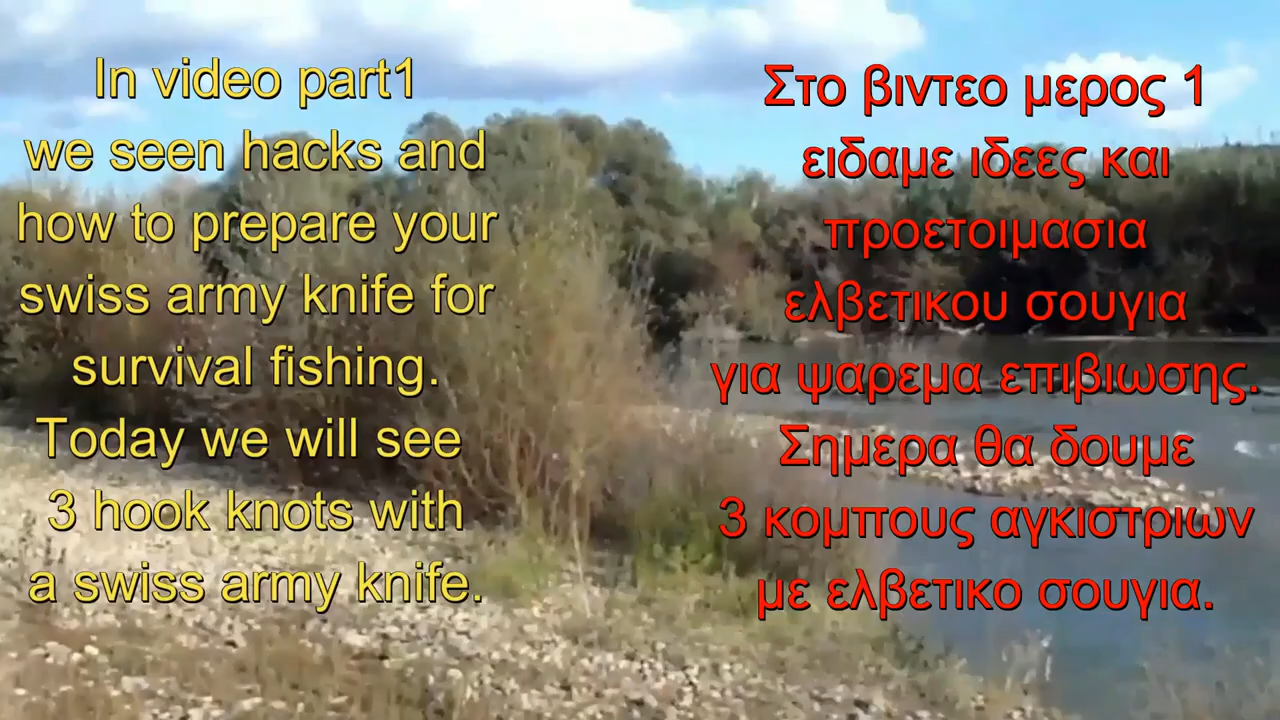 In video part1
we seen hacks and
how to prepare your
swiss army knife for
survival fishing.
Today we will see
3 hook knots with
a swiss army knife.
Στο βιντεο μερος 1
ειδαμε ιδεες και
προετοιμασια
ελβετικου σουγια
για ψαρεμα επιβιωσης.
Σημερα θα δουμε
3 κομπους αγκιστριων
με ελβετικο σουγια.